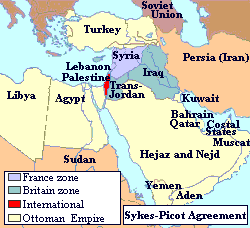 Soviet
Union
Turkey
Syria
Lebanon
Palestine
Iraq
Persia (Iran)
Trans-
Jordan
Libya
Egypt
Kuwait
Bahrain
Qatar
Costal
States
Muscat
Hejaz and Nejd
Sudan
Yemen
Aden
France zone
Britain zone
International
Ottoman Empire
Sykes-Picot Agreement